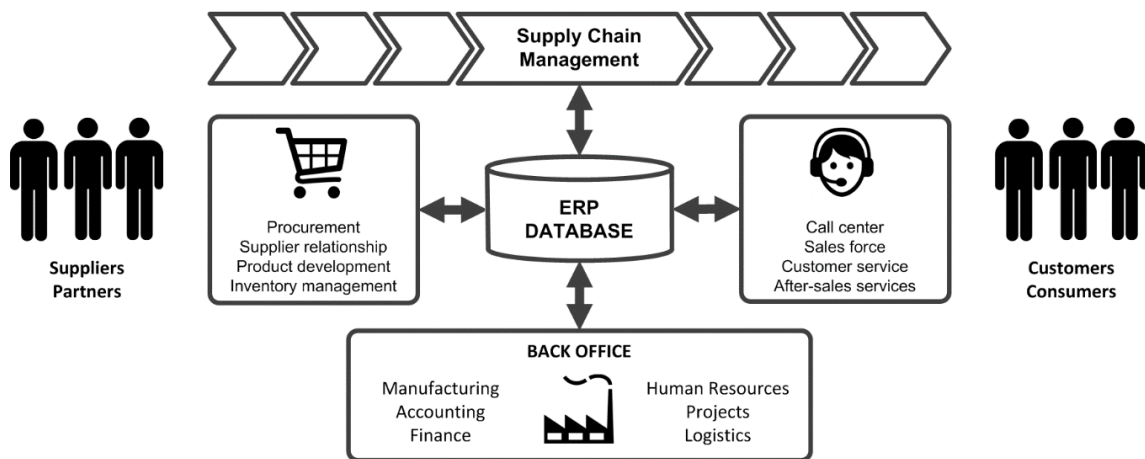 Supply Chain
Management
Suppliers
Partners
Procurement
Supplier relationship
Product development
Inventory management
ERP
DATABASE
Call center
Sales force
Customer service
After-sales services
Customers
Consumers
BACK OFFICE
Manufacturing
Accounting
Finance
Human Resources
Projects
Logistics